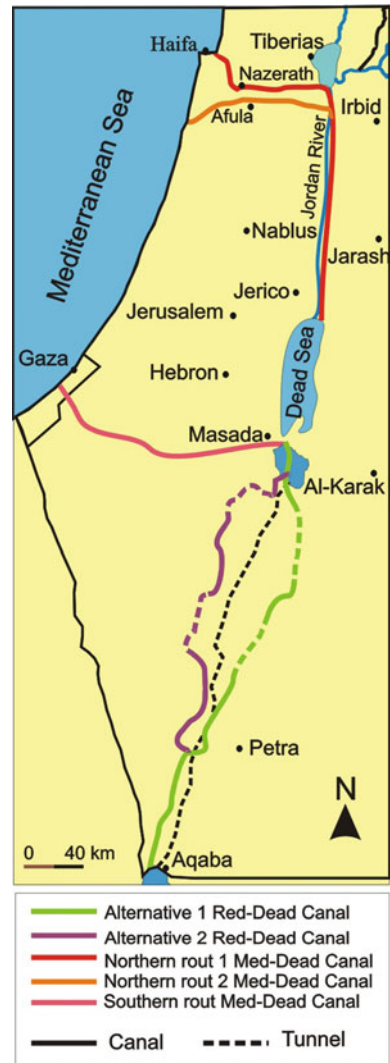 Haifa
Tiberias
Nazerath
Afula
Irbid
Mediterranean Sea
Jordan River
Nablus
Jarash
Jerico
Jerusalem
Gaza
Hebron
Dead Sea
Masada
Al-Karak
Petra
N
0 40 km
Aqaba
Alternative 1 Red-Dead Canal
Alternative 2 Red-Dead Canal
Northern rout 1 Med-Dead Canal
Northern rout 2 Med-Dead Canal
Southern rout Med-Dead Canal
Canal Tunnel